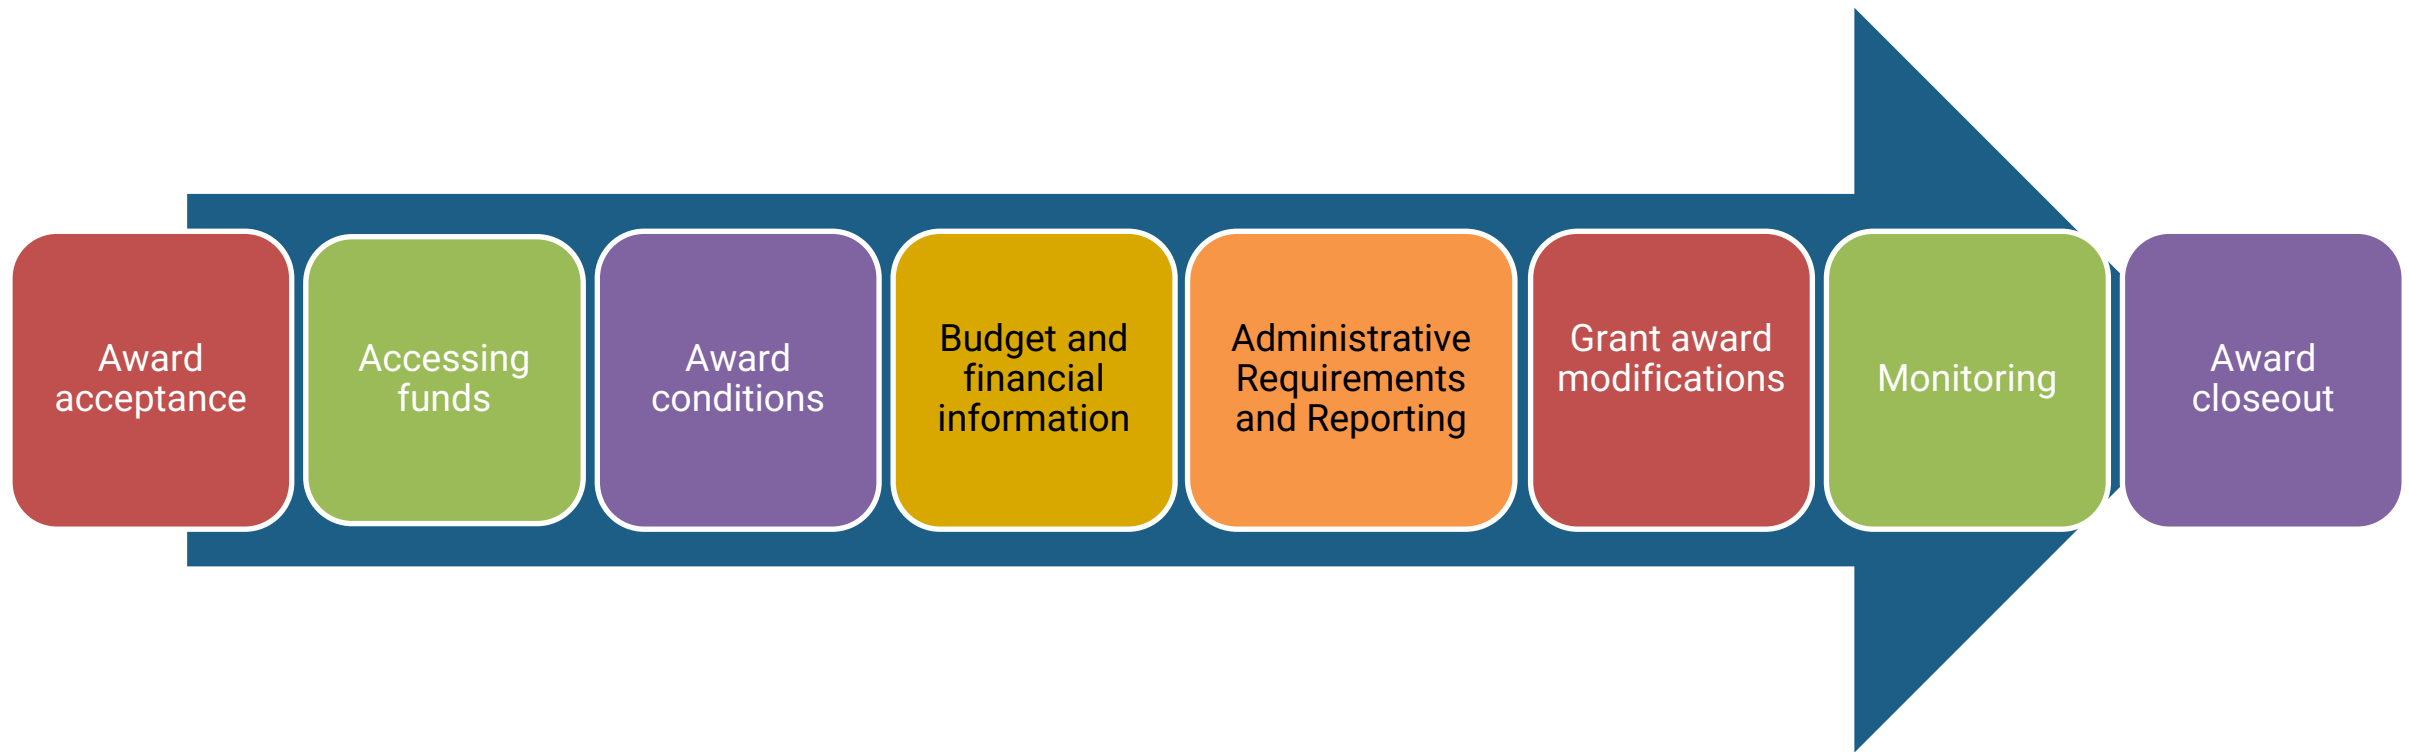 Award
acceptance
Accessing
funds
Award
conditions
Budget and
financial
information
Administrative
Requirements
and Reporting
Grant award
modifications
Monitoring
Award
closeout